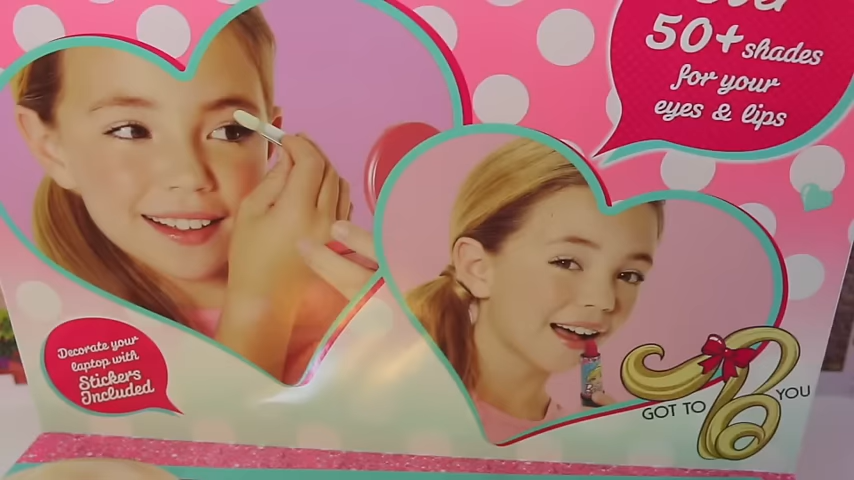 50+ shades
for your
eyes & lips
Decorate your
laptop with
Stickers
Included
GOT TO B YOU